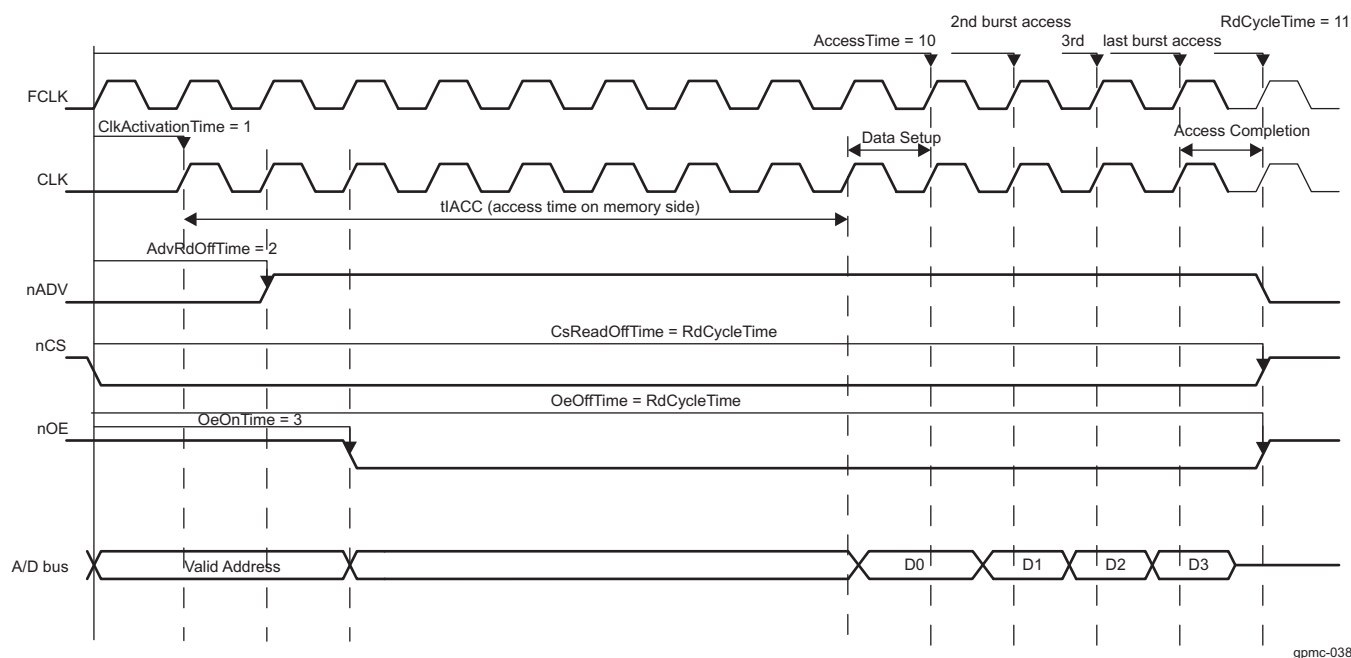 2nd burst access
RdCycleTime = 11
AccessTime = 10
3rd
last burst access
FCLK
ClkActivationTime = 1
Data Setup
Access Completion
CLK
tIACC (access time on memory side)
AdvRdOffTime = 2
nADV
CsReadOffTime = RdCycleTime
nCS
OeOffTime = RdCycleTime
OeOnTime = 3
nOE
A/D bus
Valid Address
D0
D1
D2
D3
gpmc-038